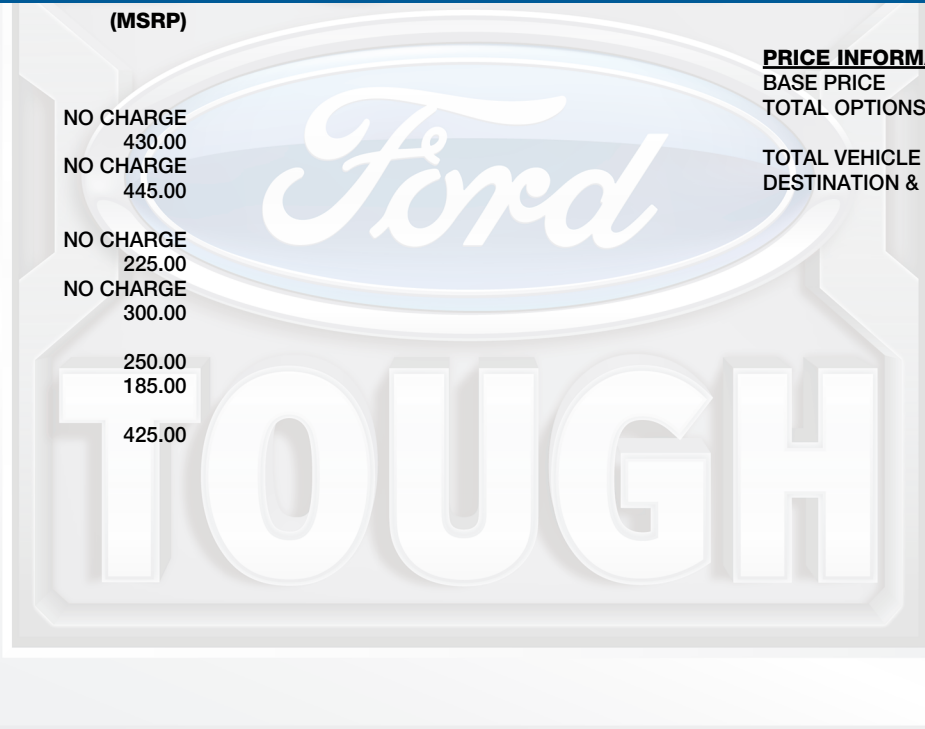 (MSRP)
NO CHARGE
430.00
NO CHARGE
445.00
NO CHARGE
225.00
NO CHARGE
300.00
250.00
185.00
425.00
PRICE INFORMA
BASE PRICE
TOTAL OPTIONS
TOTAL VEHICLE
DESTINATION &
Ford
TOUGH